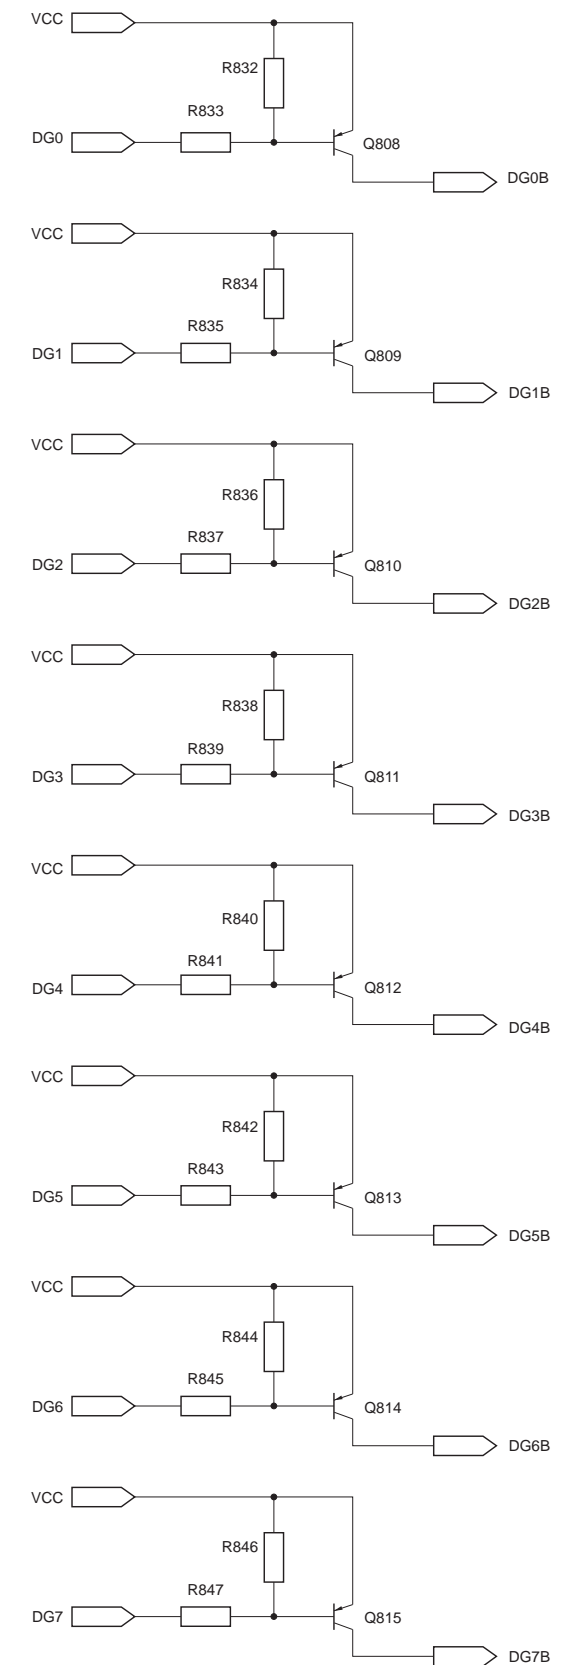 VCC
R832
R833
DG0
Q808
DG0B
VCC
R834
R835
DG1
Q809
DG1B
VCC
R836
R837
DG2
Q810
DG2B
VCC
R838
R839
DG3
Q811
DG3B
VCC
R840
R841
DG4
Q812
DG4B
VCC
R842
R843
DG5
Q813
DG5B
VCC
R844
R845
DG6
Q814
DG6B
VCC
R846
R847
DG7
Q815
DG7B